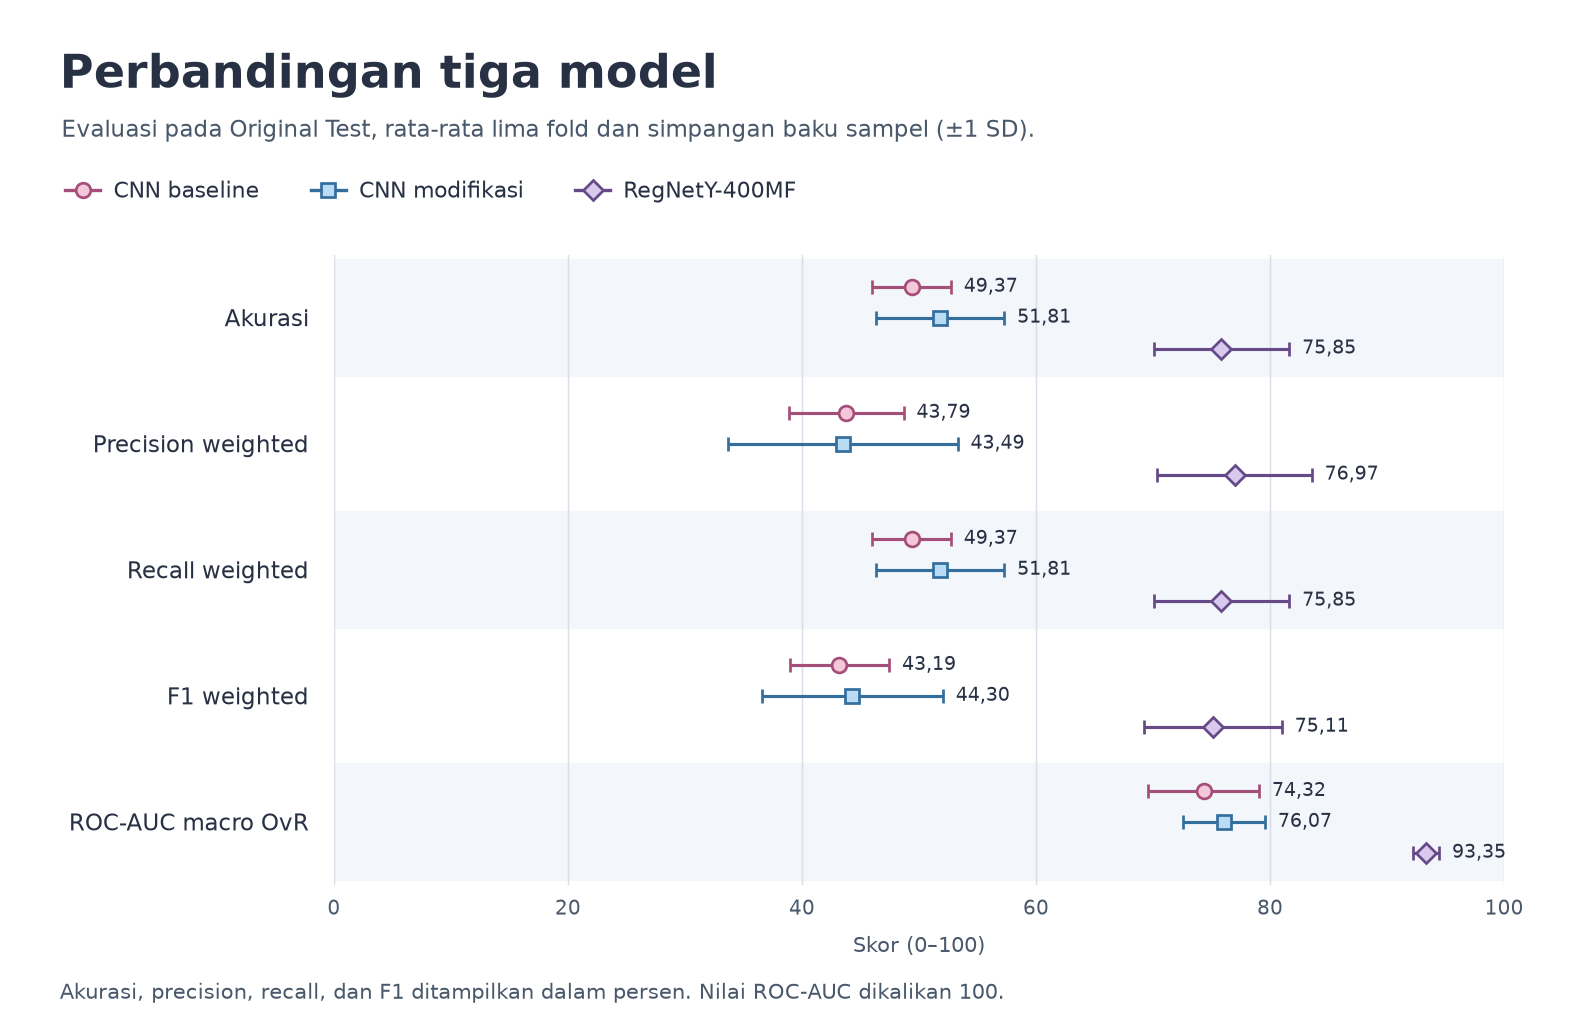 Perbandingan tiga model
Evaluasi pada Original Test, rata-rata lima fold dan simpangan baku sampel (±1 SD).
CNN baseline
CNN modifikasi
RegNetY-400MF
Akurasi
49,37
51,81
75,85
Precision weighted
43,79
43,49
76,97
Recall weighted
49,37
51,81
75,85
F1 weighted
43,19
44,30
75,11
ROC-AUC macro OvR
74,32
76,07
93,35
0 20 40 60 80 100
Skor (0–100)
Akurasi, precision, recall, dan F1 ditampilkan dalam persen. Nilai ROC-AUC dikalikan 100.